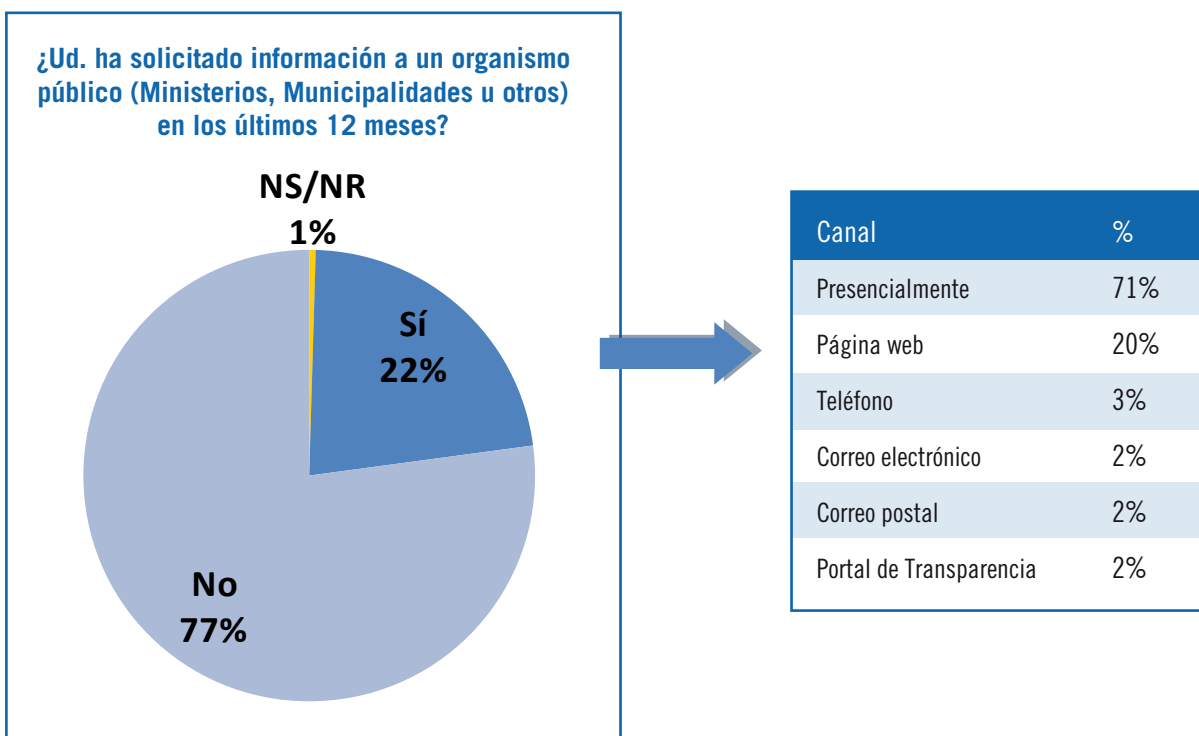 ¿Ud. ha solicitado información a un organismo
público (Ministerios, Municipalidades u otros)
en los últimos 12 meses?
NS/NR
1%
Sí
22%
No
77%
Canal %
Presencialmente 71%
Página web 20%
Teléfono 3%
Correo electrónico 2%
Correo postal 2%
Portal de Transparencia 2%